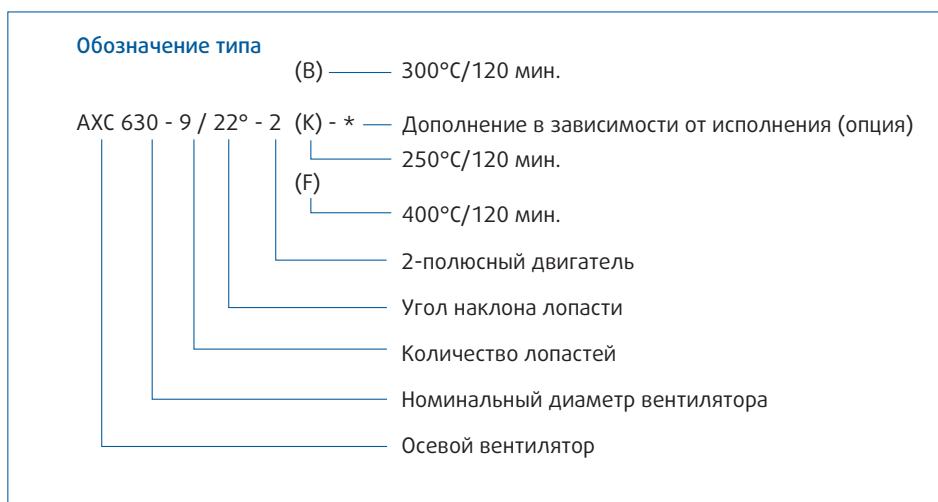 Обозначение типа
(B) 300°C/120 мин.
АХС 630 - 9 / 22° - 2 (K) - * Дополнение в зависимости от исполнения (опция)
250°C/120 мин.
(F)
400°C/120 мин.
2-полюсный двигатель
Угол наклона лопасти
Количество лопастей
Номинальный диаметр вентилятора
Осевой вентилятор